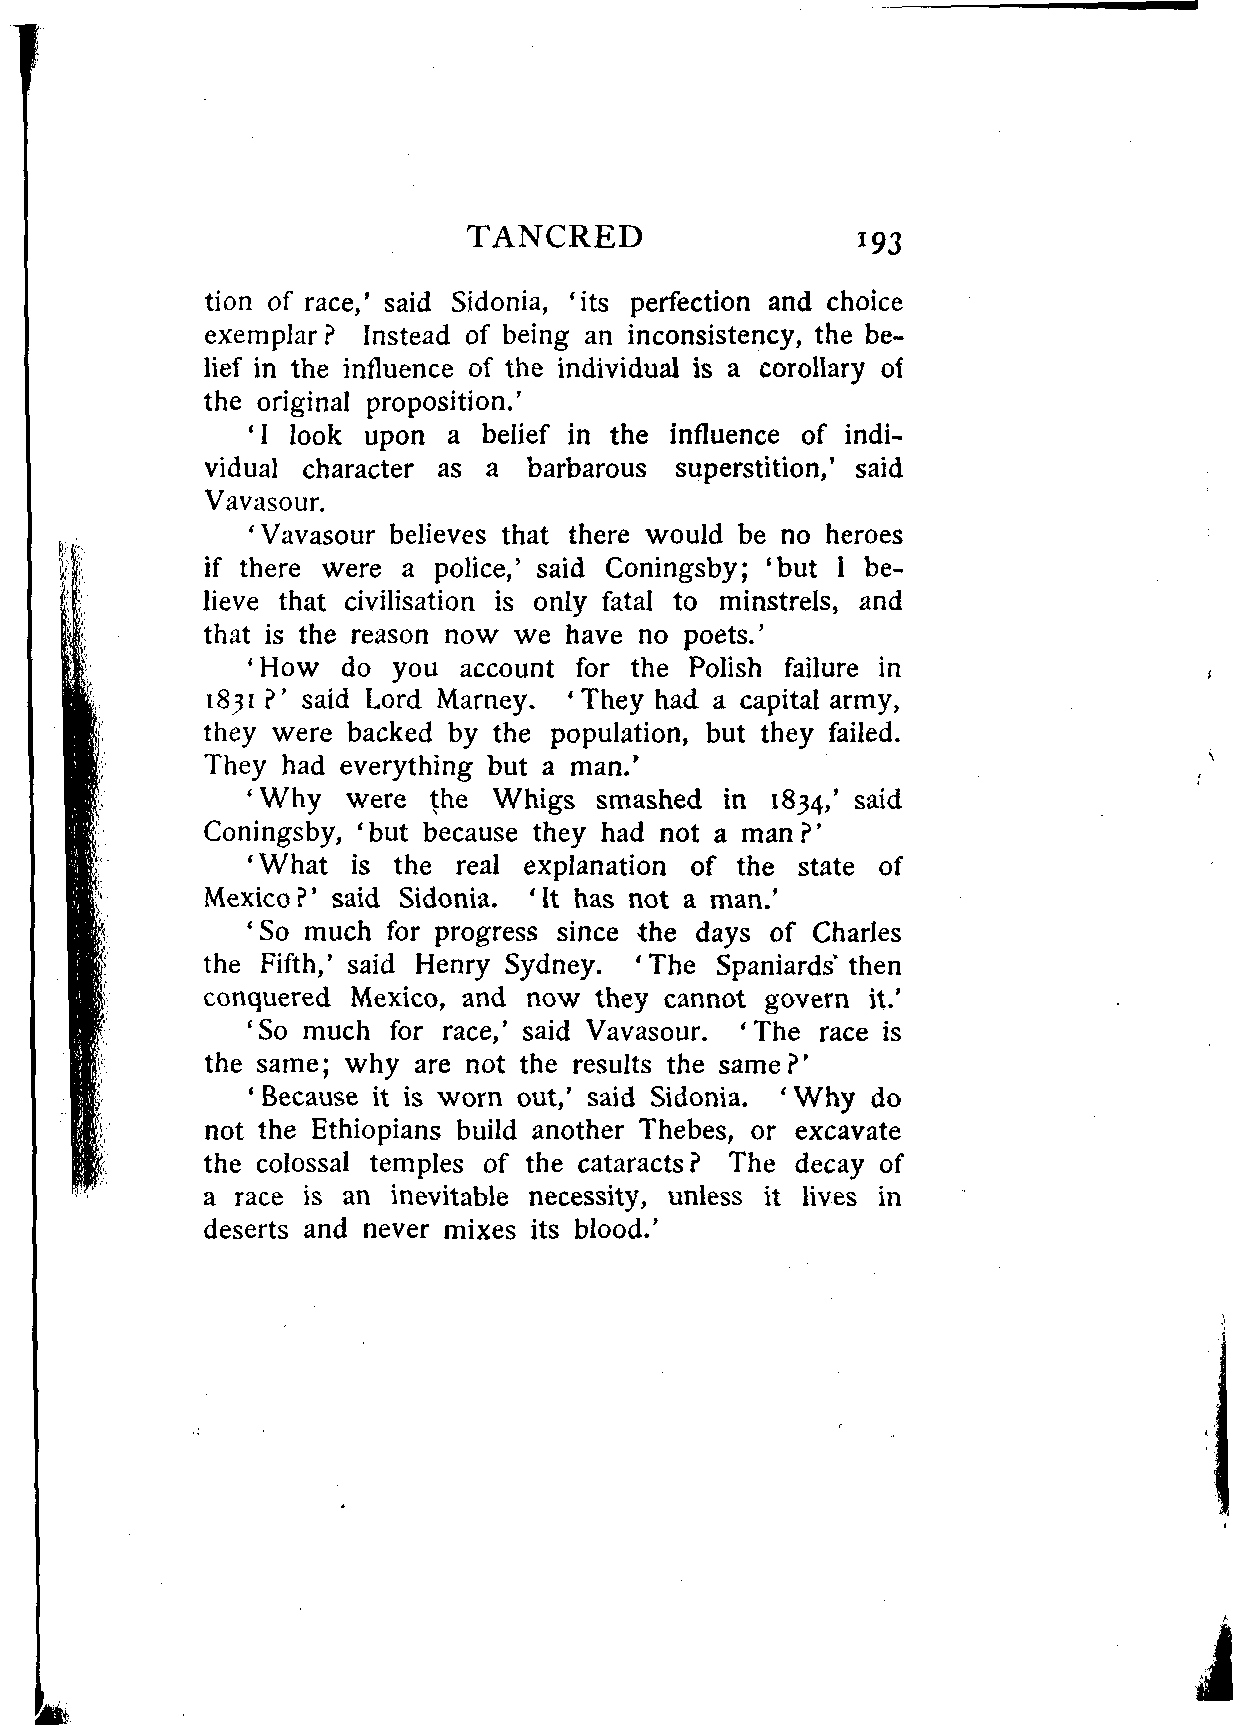 TANCRED 193
tion of race,' said Sidonia, 'its perfection and choice
exemplar? Instead of being an inconsistency, the be-
lief in the influence of the individual is a corollary of
the original proposition.'
'I look upon a belief in the influence of indi-
vidual character as a barbarous superstition,' said
Vavasour.
'Vavasour believes that there would be no heroes
if there were a police,' said Coningsby; 'but I be-
lieve that civilisation is only fatal to minstrels, and
that is the reason now we have no poets.'
'How do you account for the Polish failure in
1831?' said Lord Marney. 'They had a capital army,
they were backed by the population, but they failed.
They had everything but a man.'
'Why were the Whigs smashed in 1834,' said
Coningsby, 'but because they had not a man?'
'What is the real explanation of the state of
Mexico?' said Sidonia. 'It has not a man.'
'So much for progress since the days of Charles
the Fifth,' said Henry Sydney. 'The Spaniards' then
conquered Mexico, and now they cannot govern it.'
'So much for race,' said Vavasour. 'The race is
the same; why are not the results the same?'
'Because it is worn out,' said Sidonia. 'Why do
not the Ethiopians build another Thebes, or excavate
the colossal temples of the cataracts? The decay of
a race is an inevitable necessity, unless it lives in
deserts and never mixes its blood.'